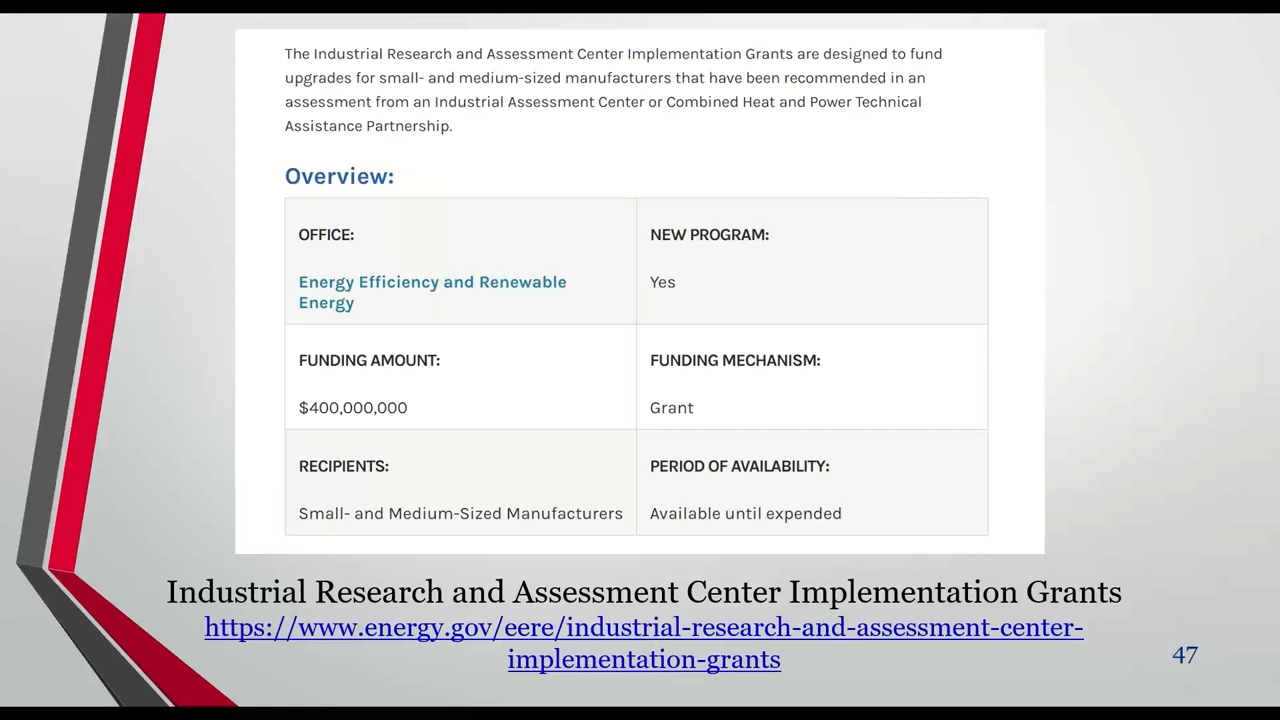 The Industrial Research and Assessment Center Implementation Grants are designed to fund
upgrades for small- and medium-sized manufacturers that have been recommended in an
assessment from an Industrial Assessment Center or Combined Heat and Power Technical
Assistance Partnership.
Overview:
OFFICE:
Energy Efficiency and Renewable
Energy
NEW PROGRAM:
Yes
FUNDING AMOUNT:
$400,000,000
FUNDING MECHANISM:
Grant
RECIPIENTS:
Small- and Medium-Sized Manufacturers
PERIOD OF AVAILABILITY:
Available until expended
Industrial Research and Assessment Center Implementation Grants
https://www.energy.gov/eere/industrial-research-and-assessment-center-
implementation-grants
47